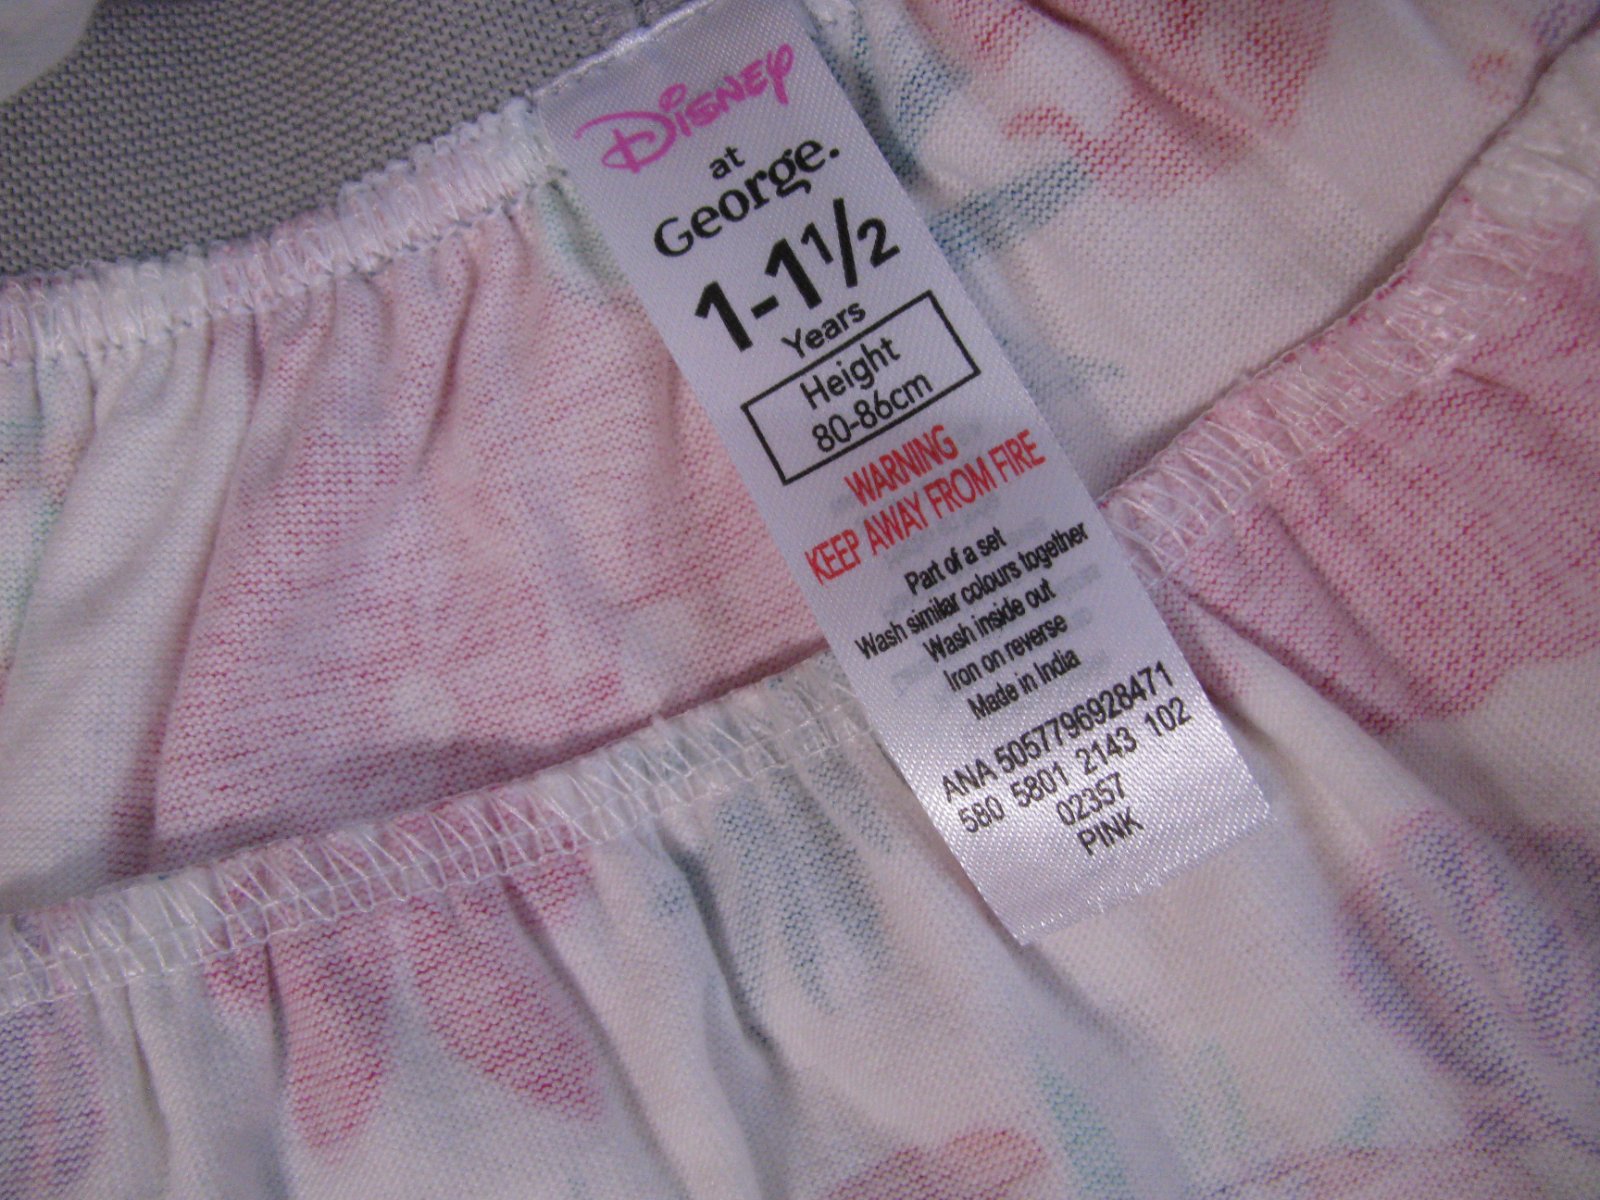 Disney
at
George.
1-1½
Years
Height
80-86cm
WARNING
KEEP AWAY FROM FIRE
Part of a set
Wash similar colours together
Wash inside out
Iron on reverse
Made in India
ANA 5057796928471
580 5801 2143 102
02357
PINK